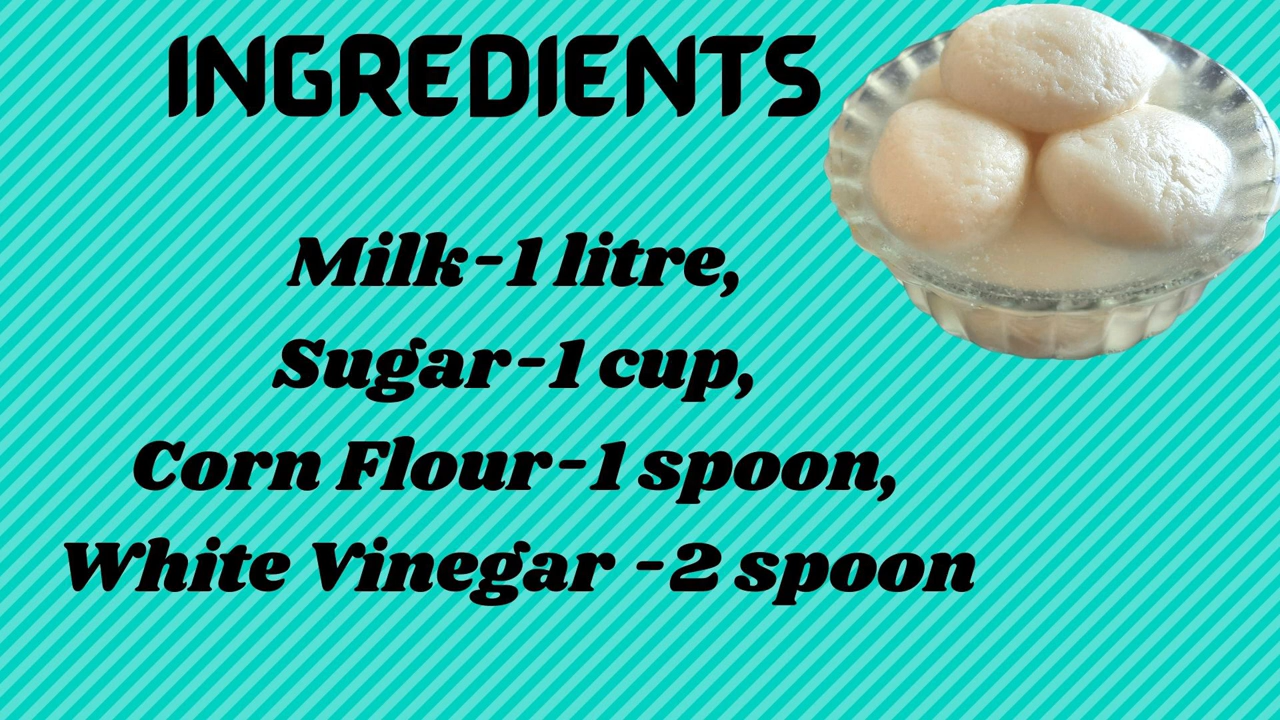 INGREDIENTS
Milk-1 litre,
Sugar-1 cup,
Corn Flour-1 spoon,
White Vinegar -2 spoon